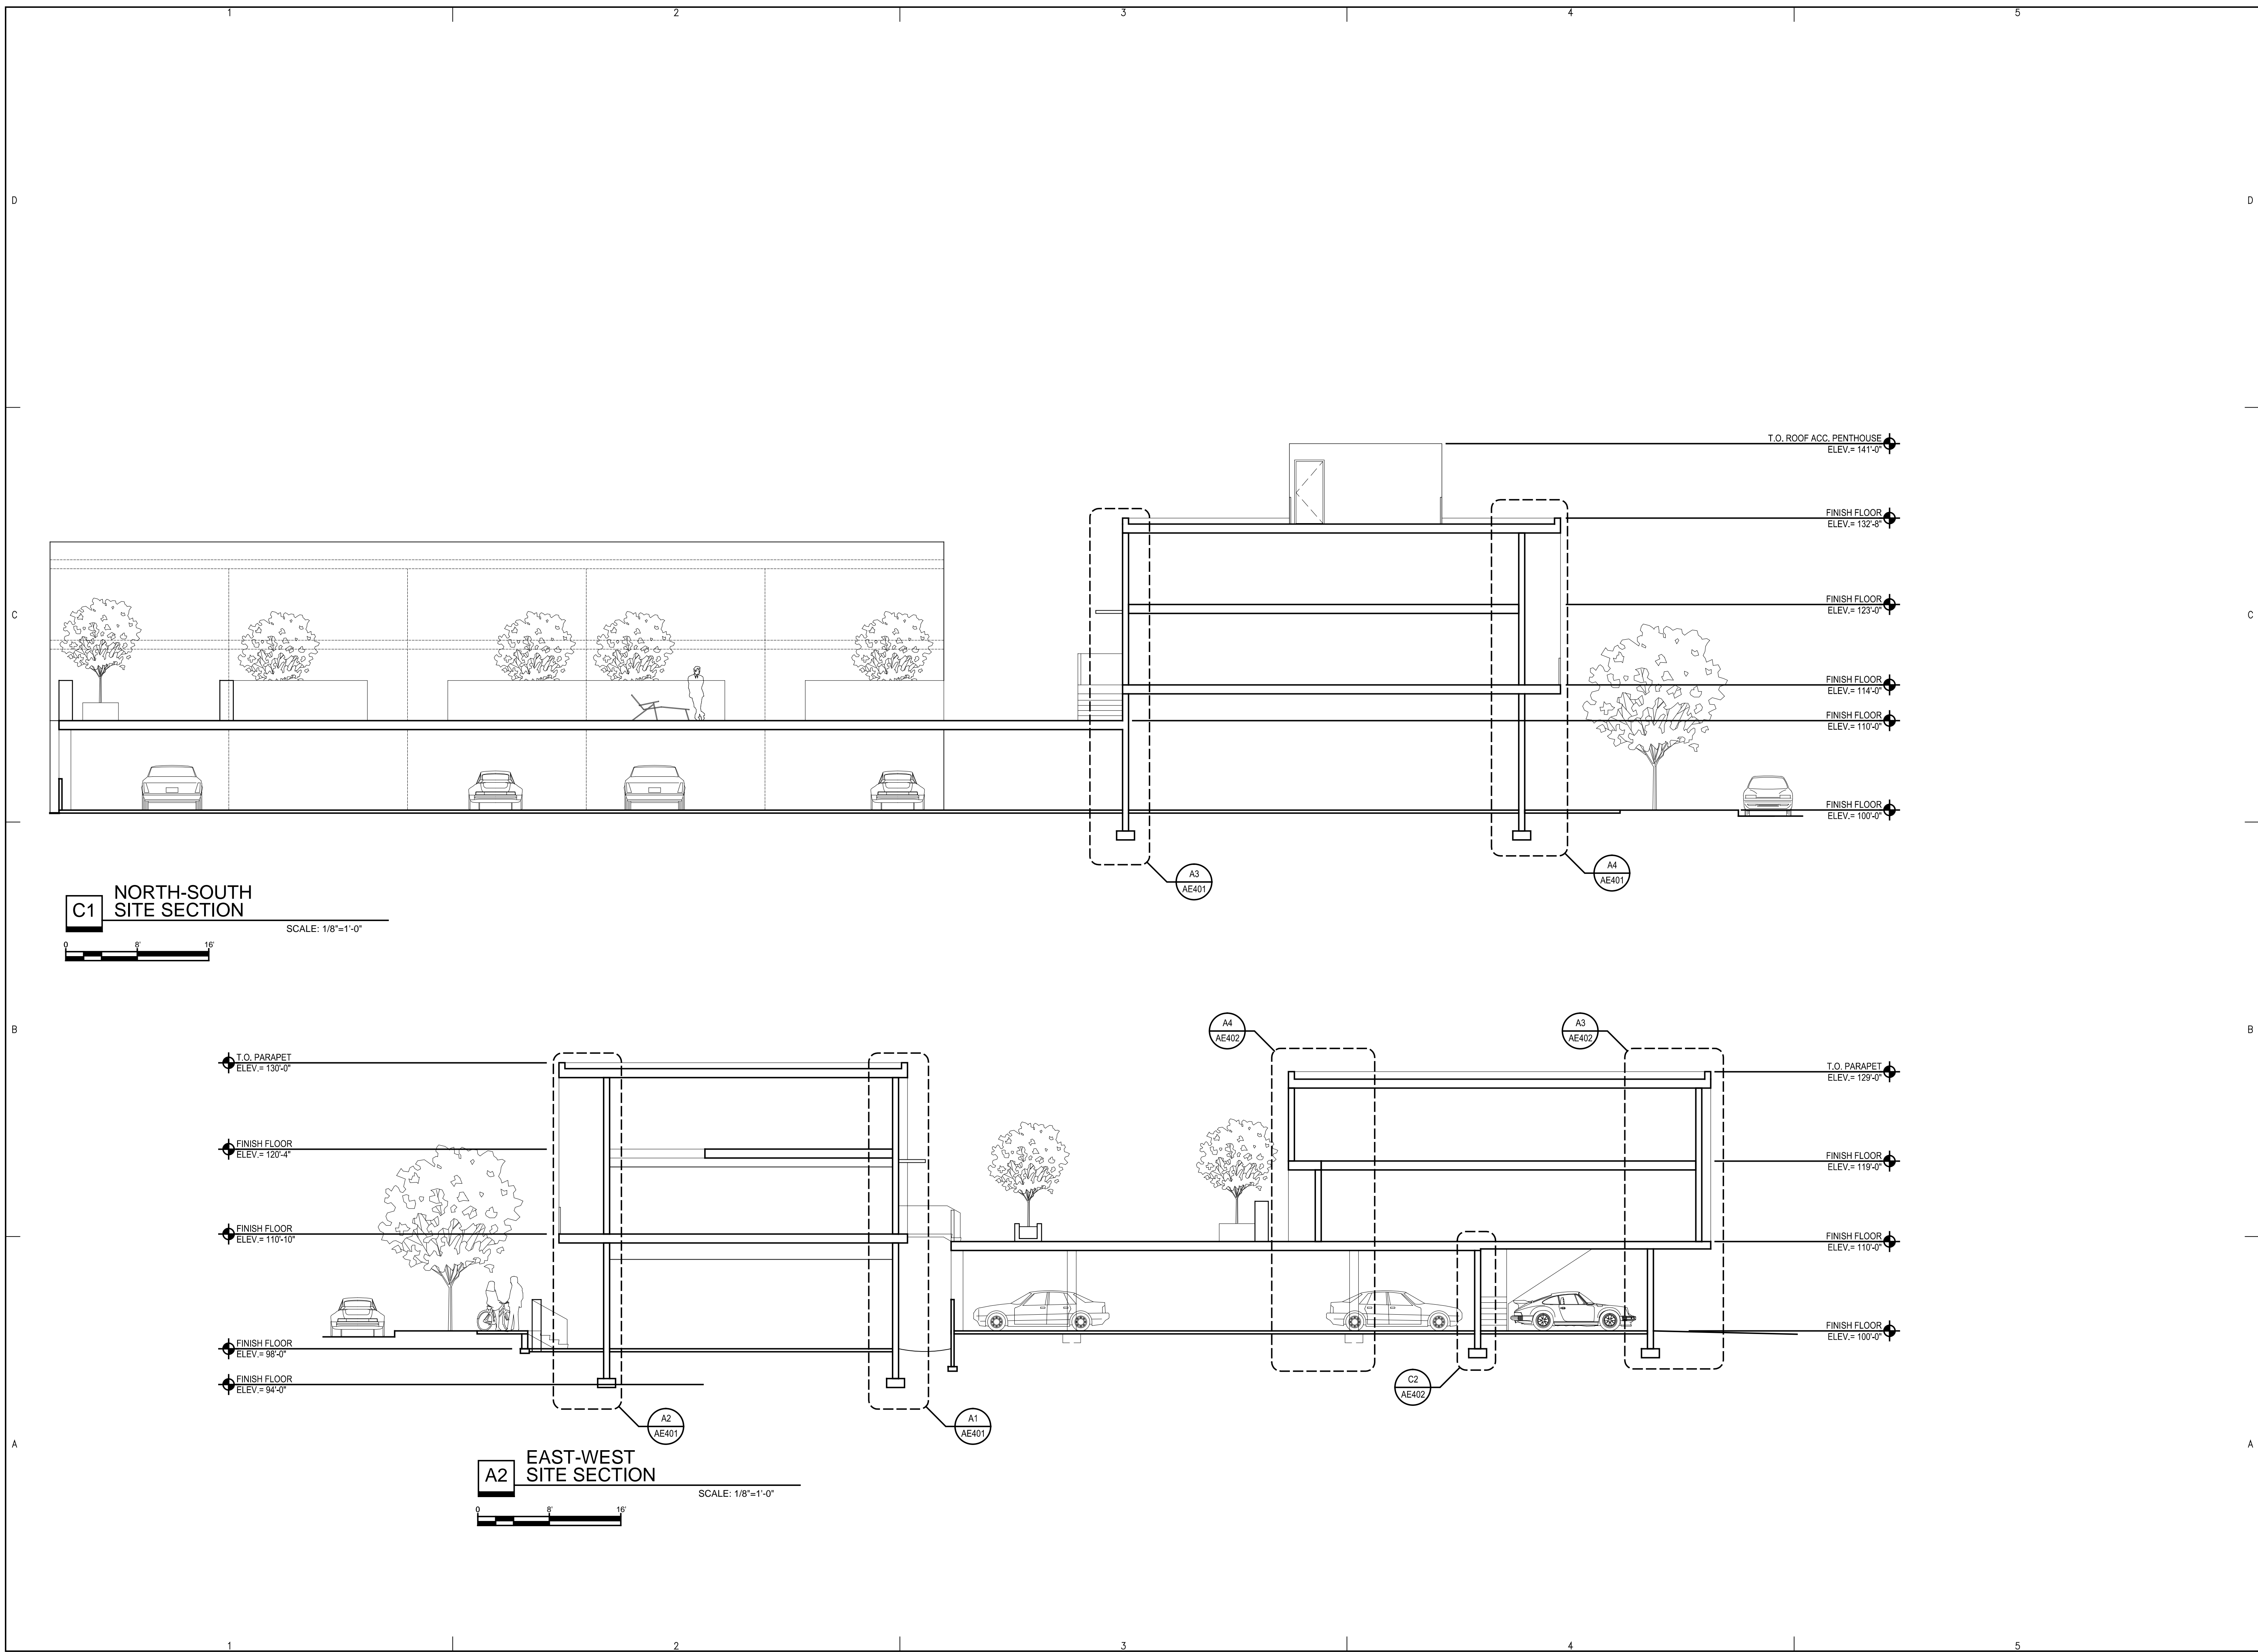 1
2
3
4
5
D
D
T.O. ROOF ACC. PENTHOUSE
ELEV.= 141'-0"
FINISH FLOOR
ELEV.= 132'-8"
FINISH FLOOR
ELEV.= 123'-0"
C
C
FINISH FLOOR
ELEV.= 114'-0"
FINISH FLOOR
ELEV.= 110'-0"
FINISH FLOOR
ELEV.= 100'-0"
A3
AE401
A4
AE401
C1
NORTH-SOUTH
SITE SECTION
SCALE: 1/8"=1'-0"
0
8'
16'
B
B
A4
AE402
A3
AE402
T.O. PARAPET
ELEV.= 130'-0"
T.O. PARAPET
ELEV.= 129'-0"
FINISH FLOOR
ELEV.= 120'-4"
FINISH FLOOR
ELEV.= 119'-0"
FINISH FLOOR
ELEV.= 110'-10"
FINISH FLOOR
ELEV.= 110'-0"
FINISH FLOOR
ELEV.= 100'-0"
FINISH FLOOR
ELEV.= 98'-0"
FINISH FLOOR
ELEV.= 94'-0"
C2
AE402
A2
AE401
A1
AE401
A
A
A2
EAST-WEST
SITE SECTION
SCALE: 1/8"=1'-0"
0
8'
16'
1
2
3
4
5